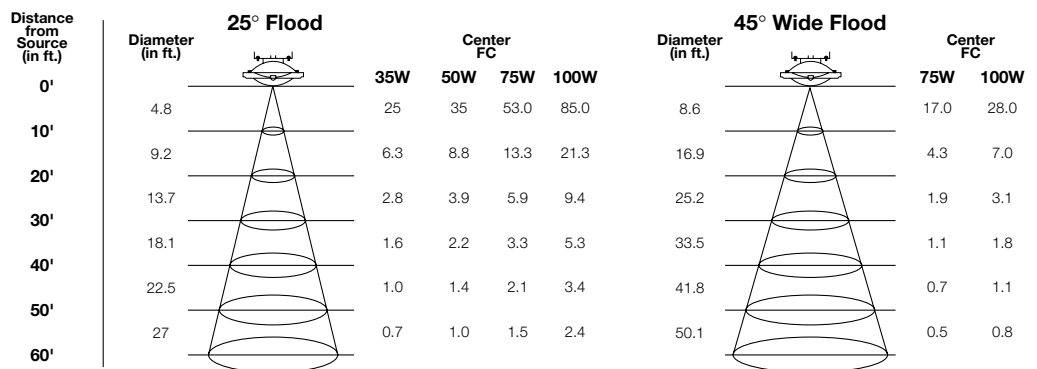 Distance
from
Source
(in ft.)
25° Flood
45° Wide Flood
Diameter
(in ft.)
Center
FC
Diameter
(in ft.)
Center
FC
35W 50W 75W 100W
75W 100W
0'
4.8 25 35 53.0 85.0 8.6 17.0 28.0
10'
9.2 6.3 8.8 13.3 21.3 16.9 4.3 7.0
20'
13.7 2.8 3.9 5.9 9.4 25.2 1.9 3.1
30'
18.1 1.6 2.2 3.3 5.3 33.5 1.1 1.8
40'
22.5 1.0 1.4 2.1 3.4 41.8 0.7 1.1
50'
27 0.7 1.0 1.5 2.4 50.1 0.5 0.8
60'